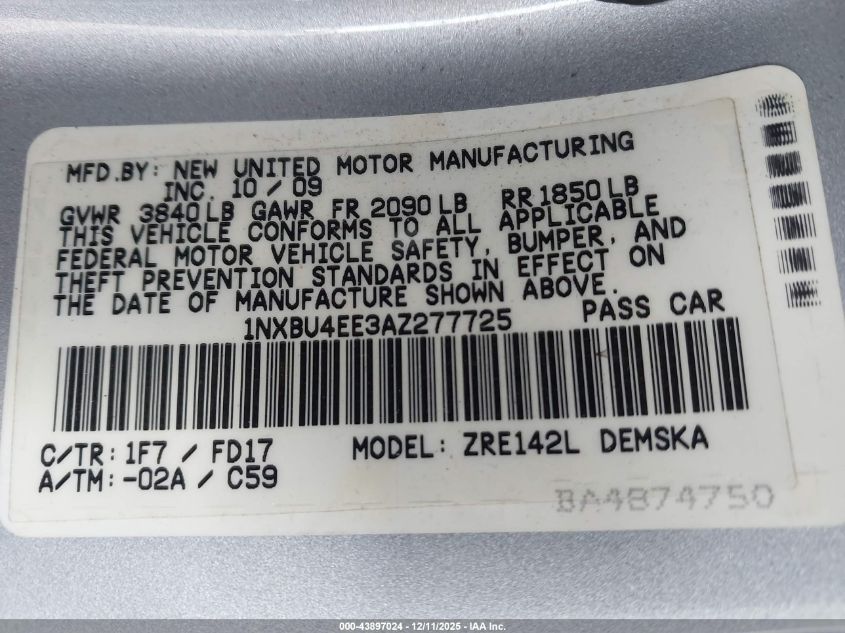 MFD.BY: NEW UNITED MOTOR MANUFACTURING
INC. 10 / 09
GVWR 3840 LB GAWR FR 2090 LB RR 1850 LB
THIS VEHICLE CONFORMS TO ALL APPLICABLE
FEDERAL MOTOR VEHICLE SAFETY, BUMPER, AND
THEFT PREVENTION STANDARDS IN EFFECT ON
THE DATE OF MANUFACTURE SHOWN ABOVE.
1NXBU4EE3AZ277725 PASS CAR
C/TR: 1F7 / FD17 MODEL: ZRE142L DEMSKA
A/TM: -02A / C59
BA4874750
000-43897024 - 12/11/2025 - IAA Inc.